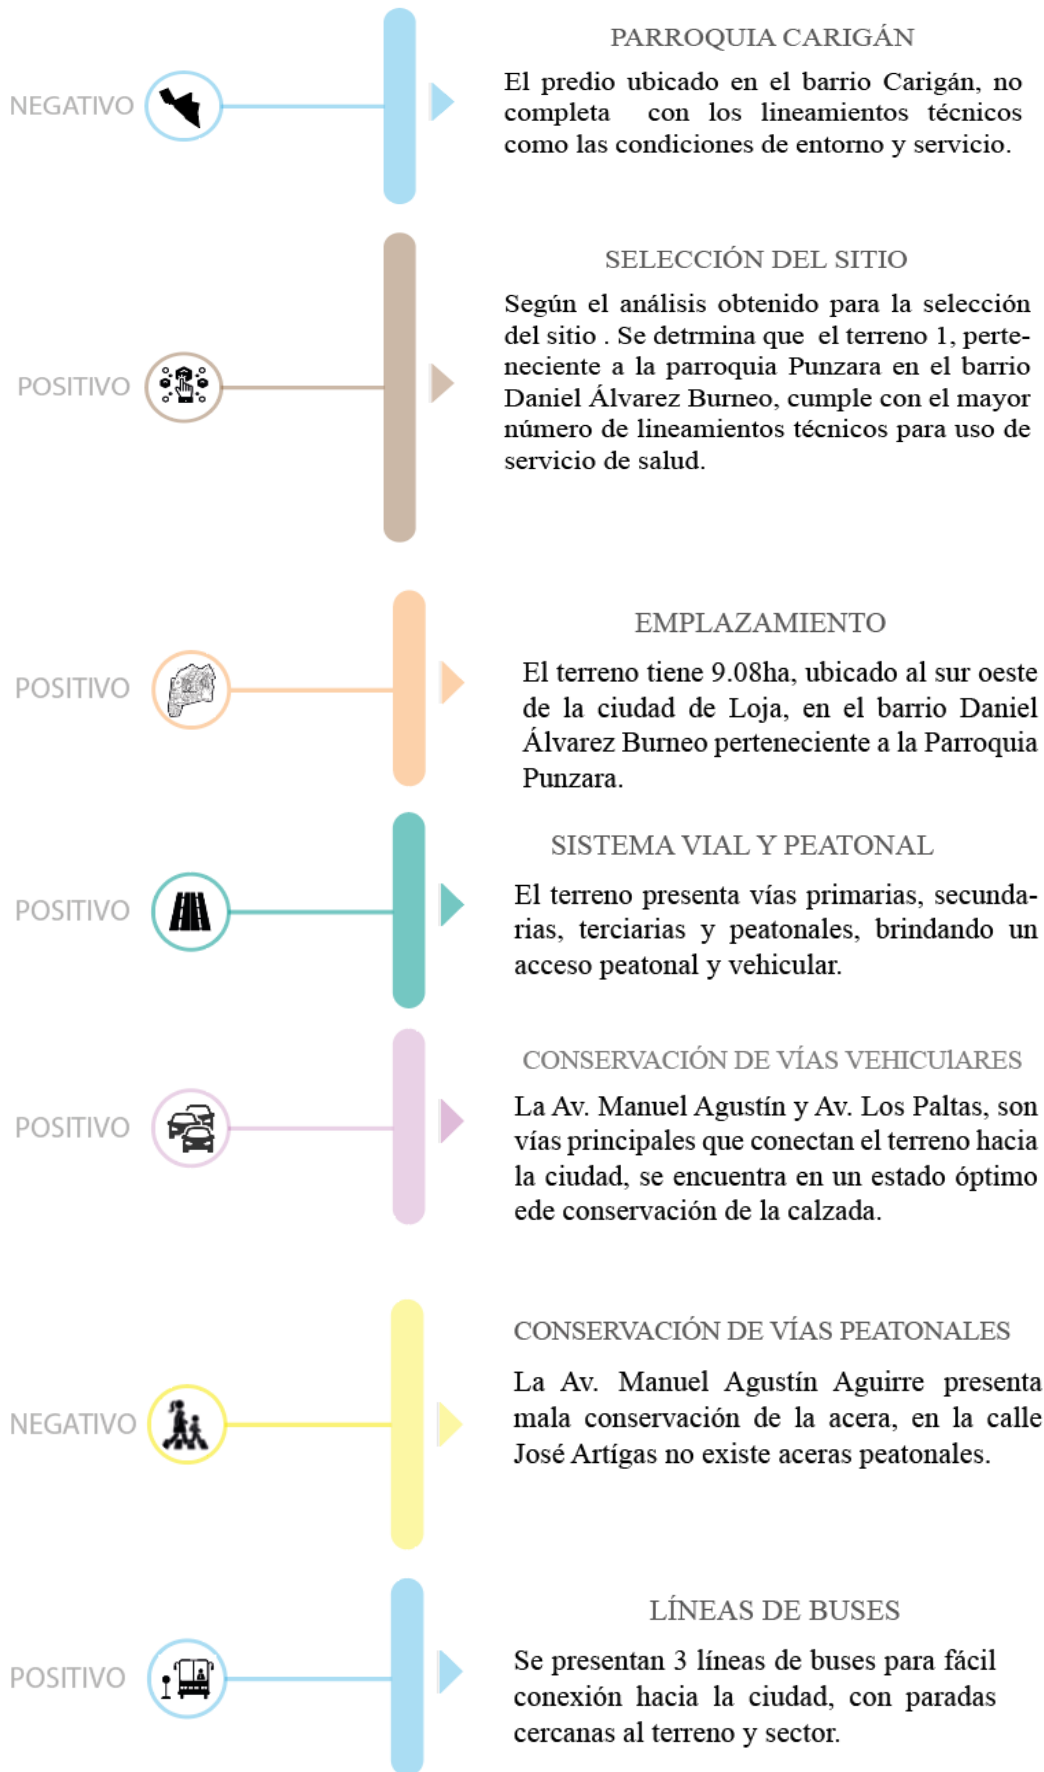 PARROQUIA CARIGÁN
NEGATIVO
El predio ubicado en el barrio Carigán, no
completa con los lineamientos técnicos
como las condiciones de entorno y servicio.
SELECCIÓN DEL SITIO
POSITIVO
Según el análisis obtenido para la selección
del sitio . Se detrmina que el terreno 1, perte-
neciente a la parroquia Punzara en el barrio
Daniel Álvarez Burneo, cumple con el mayor
número de lineamientos técnicos para uso de
servicio de salud.
EMPLAZAMIENTO
POSITIVO
El terreno tiene 9.08ha, ubicado al sur oeste
de la ciudad de Loja, en el barrio Daniel
Álvarez Burneo perteneciente a la Parroquia
Punzara.
SISTEMA VIAL Y PEATONAL
POSITIVO
El terreno presenta vías primarias, secunda-
rias, terciarias y peatonales, brindando un
acceso peatonal y vehicular.
CONSERVACIÓN DE VÍAS VEHICUlARES
POSITIVO
La Av. Manuel Agustín y Av. Los Paltas, son
vías principales que conectan el terreno hacia
la ciudad, se encuentra en un estado óptimo
ede conservación de la calzada.
CONSERVACIÓN DE VÍAS PEATONALES
NEGATIVO
La Av. Manuel Agustín Aguirre presenta
mala conservación de la acera, en la calle
José Artígas no existe aceras peatonales.
LÍNEAS DE BUSES
POSITIVO
Se presentan 3 líneas de buses para fácil
conexión hacia la ciudad, con paradas
cercanas al terreno y sector.